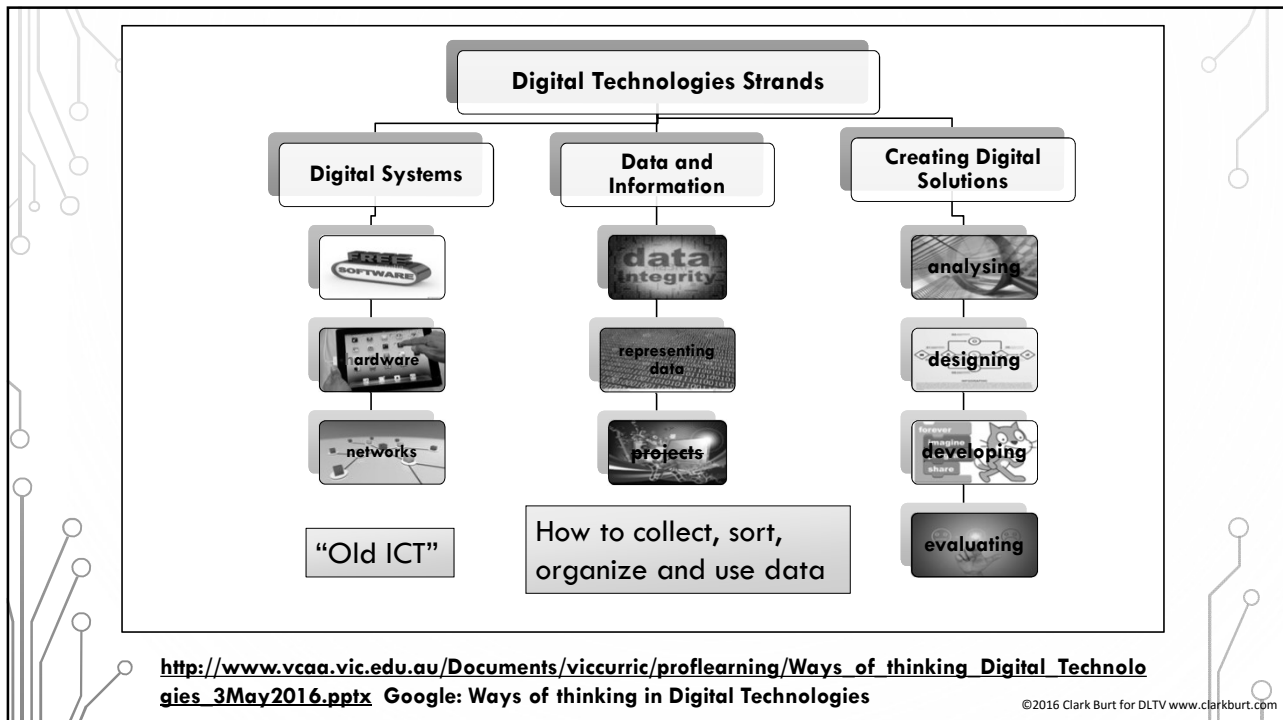 Digital Technologies Strands
Digital Systems
Data and
Information
Creating Digital
Solutions
FREE
SOFTWARE
hardware
networks
data
integrity
representing
data
projects
analysing
designing
forever
imagine
developing
share
evaluating
“Old ICT”
How to collect, sort,
organize and use data
http://www.vcaa.vic.edu.au/Documents/viccurric/proflearning/Ways_of_thinking_Digital_Technolo
gies_3May2016.pptx Google: Ways of thinking in Digital Technologies
©2016 Clark Burt for DLTV www.clarkburt.com